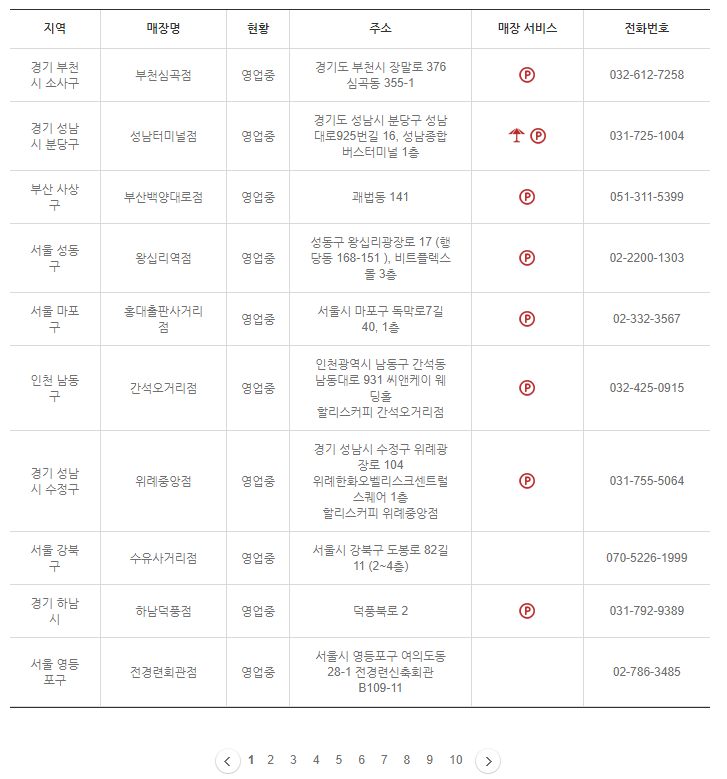 지역 매장명 현황 주소 매장 서비스 전화번호
경기 부천
시 소사구
부천심곡점
영업중
경기도 부천시 장말로 376
심곡동 355-1
P
032-612-7258
경기 성남
시 분당구
성남터미널점
영업중
경기도 성남시 분당구 성남
대로925번길 16, 성남종합
버스터미널 1층
P
031-725-1004
부산 사상
구
부산백양대로점
영업중
괘법동 141
P
051-311-5399
서울 성동
구
왕십리역점
영업중
성동구 왕십리광장로 17 (행
당동 168-151 ), 비트플렉스
몰 3층
P
02-2200-1303
서울 마포
구
홍대출판사거리
점
영업중
서울시 마포구 독막로7길
40, 1층
P
02-332-3567
인천 남동
구
간석오거리점
영업중
인천광역시 남동구 간석동
남동대로 931 씨앤케이 웨
딩홀
할리스커피 간석오거리점
P
032-425-0915
경기 성남
시 수정구
위례중앙점
영업중
경기 성남시 수정구 위례광
장로 104
위례한화오벨리스크센트럴
스퀘어 1층
할리스커피 위례중앙점
P
031-755-5064
서울 강북
구
수유사거리점
영업중
서울시 강북구 도봉로 82길
11 (2~4층)
070-5226-1999
경기 하남
시
하남덕풍점
영업중
덕풍북로 2
P
031-792-9389
서울 영등
포구
전경련회관점
영업중
서울시 영등포구 여의도동
28-1 전경련신축회관
B109-11
02-786-3485
1 2 3 4 5 6 7 8 9 10